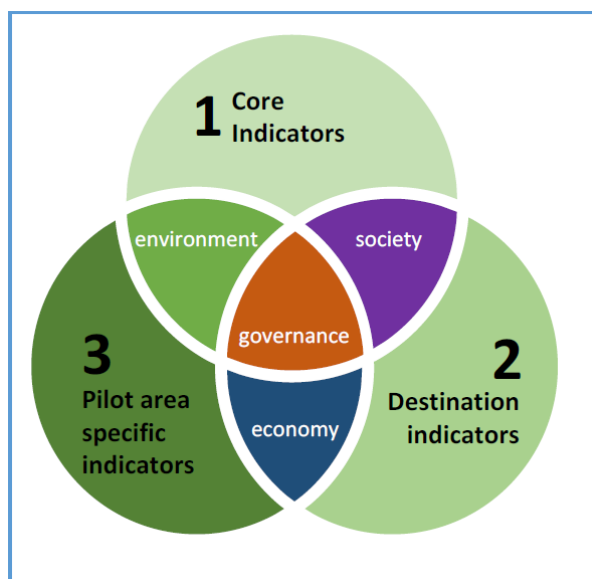 1 Core
Indicators
environment
society
governance
3
2
Pilot area
specific
indicators
Destination
indicators
economy